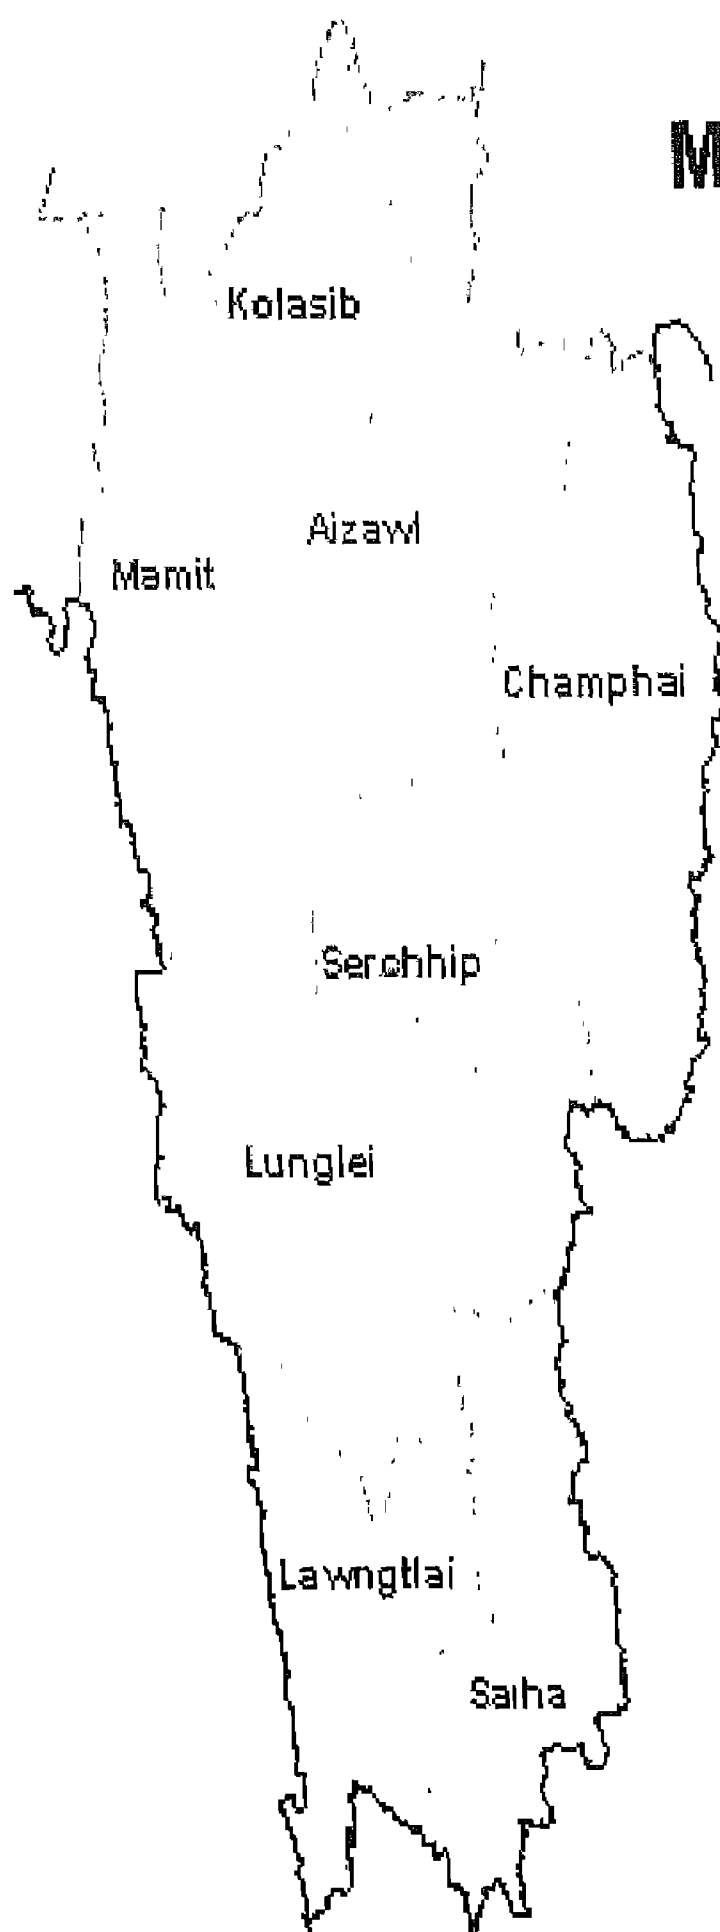 M
Kolasib
Aizawl
Mamit
Champhai
Serchhip
Lunglei
Lawngtlai
Saiha